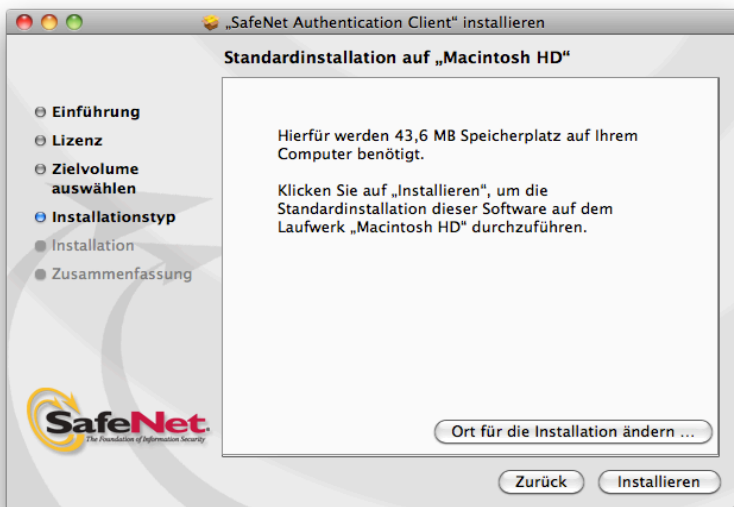 „SafeNet Authentication Client“ installieren
Standardinstallation auf „Macintosh HD“
Einführung
Lizenz
Zielvolume
auswählen
Installationstyp
Installation
Zusammenfassung
Hierfür werden 43,6 MB Speicherplatz auf Ihrem
Computer benötigt.
Klicken Sie auf „Installieren“, um die
Standardinstallation dieser Software auf dem
Laufwerk „Macintosh HD“ durchzuführen.
SafeNet.
The Foundation of Information Security
Ort für die Installation ändern ...
Zurück
Installieren